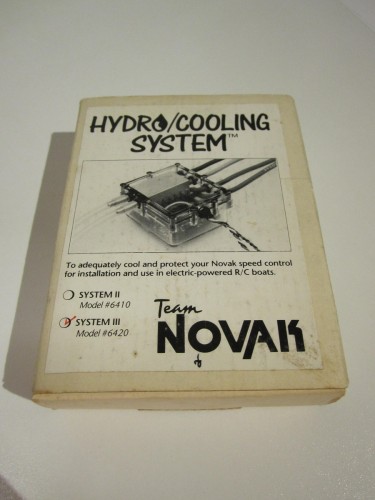 HYDRO/COOLING
SYSTEM™
To adequately cool and protect your Novak speed control
for installation and use in electric-powered R/C boats.
SYSTEM II
Model #6410
SYSTEM III
Model #6420
Team
NOVAK